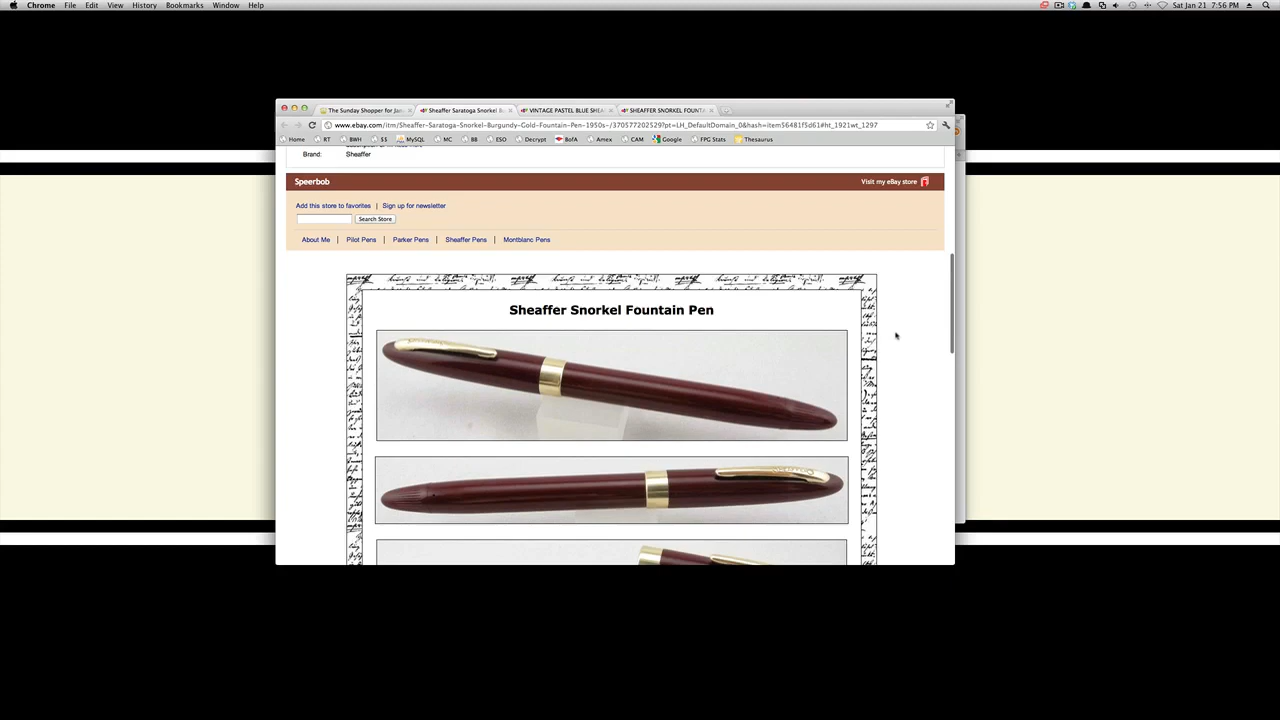 Chrome File Edit View History Bookmarks Window Help Sat Jan 21 7:56 PM
The Sunday Shopper for Jan Sheaffer Saratoga Snorkel B VINTAGE PASTEL BLUE SHEA SHEAFFER SNORKEL FOUNTA
www.ebay.com/itm/Sheaffer-Saratoga-Snorkel-Burgundy-Gold-Fountain-Pen-1950s-/370577202529?pt=LH_DefaultDomain_0&hash=item56481f5d61#ht_1921wt_1297
Home RT BWH $$ MySQL MC BB ESO Decrypt BofA Amex CAM Google FPG Stats Thesaurus
Brand: Sheaffer
Speerbob Visit my eBay store
Add this store to favorites | Sign up for newsletter
Search Store
About Me | Pilot Pens | Parker Pens | Sheaffer Pens | Montblanc Pens
Sheaffer Snorkel Fountain Pen